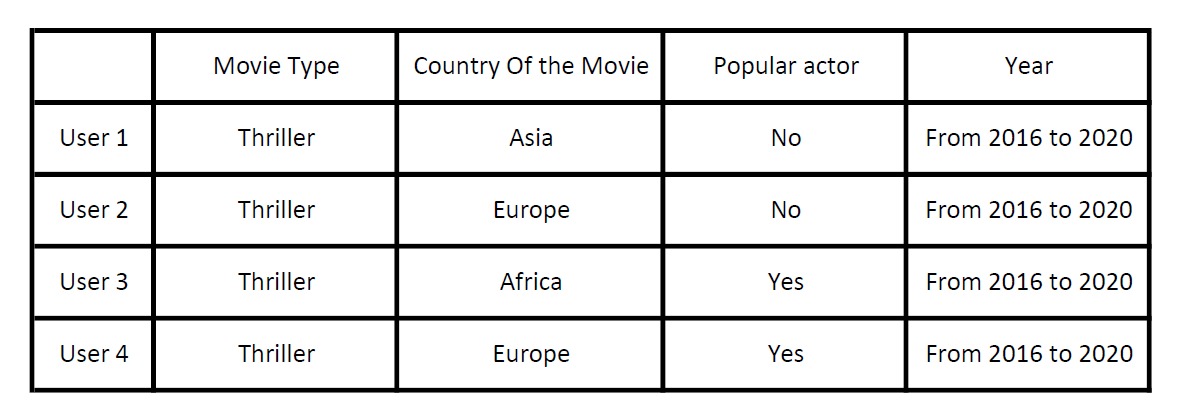 Movie Type Country Of the Movie Popular actor Year
User 1 Thriller Asia No From 2016 to 2020
User 2 Thriller Europe No From 2016 to 2020
User 3 Thriller Africa Yes From 2016 to 2020
User 4 Thriller Europe Yes From 2016 to 2020